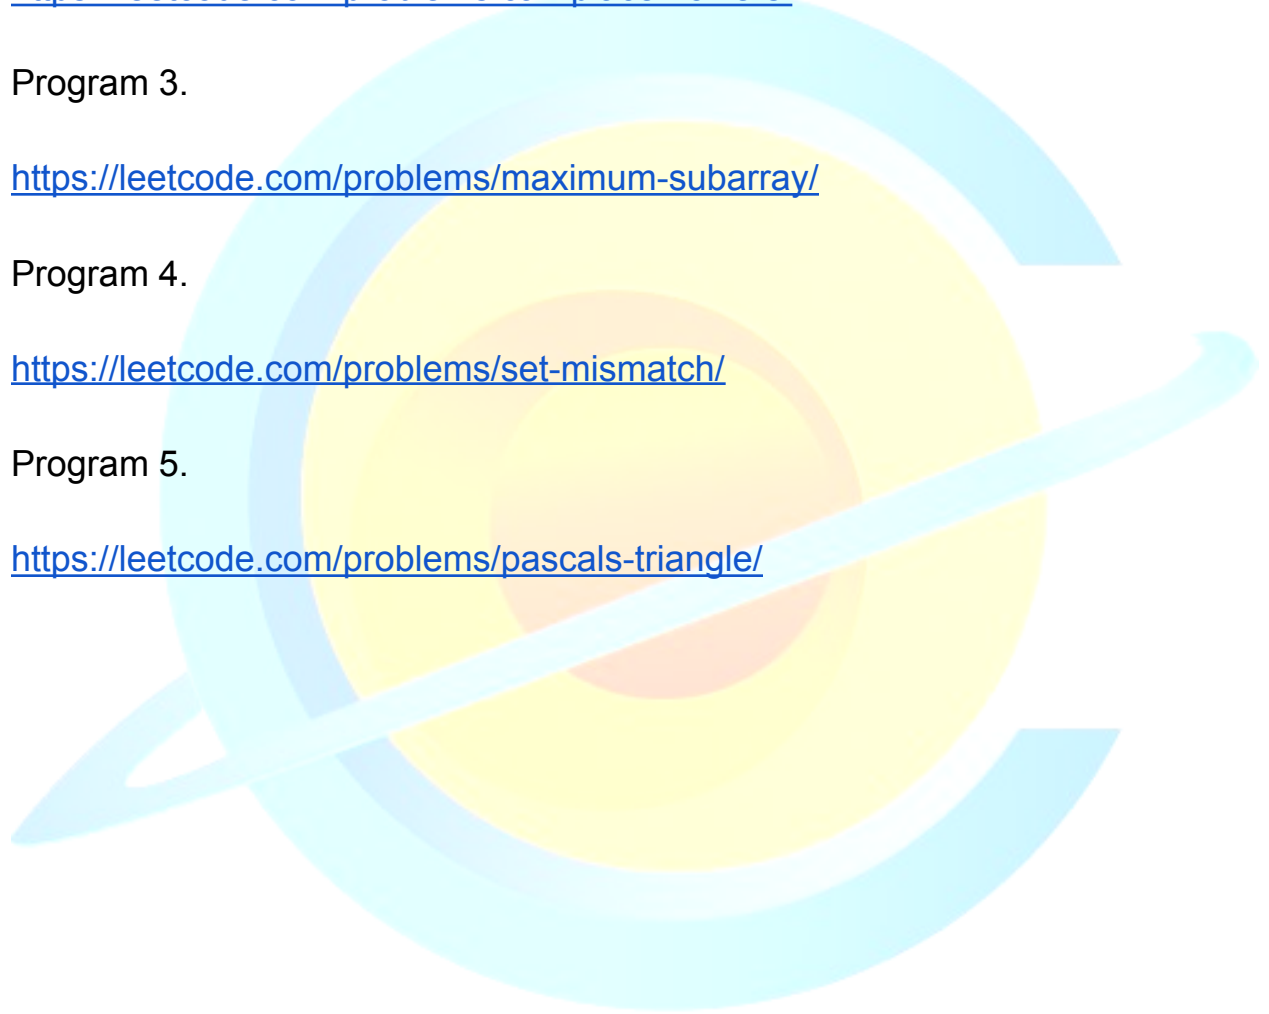 Program 3.
https://leetcode.com/problems/maximum-subarray/
Program 4.
https://leetcode.com/problems/set-mismatch/
Program 5.
https://leetcode.com/problems/pascals-triangle/